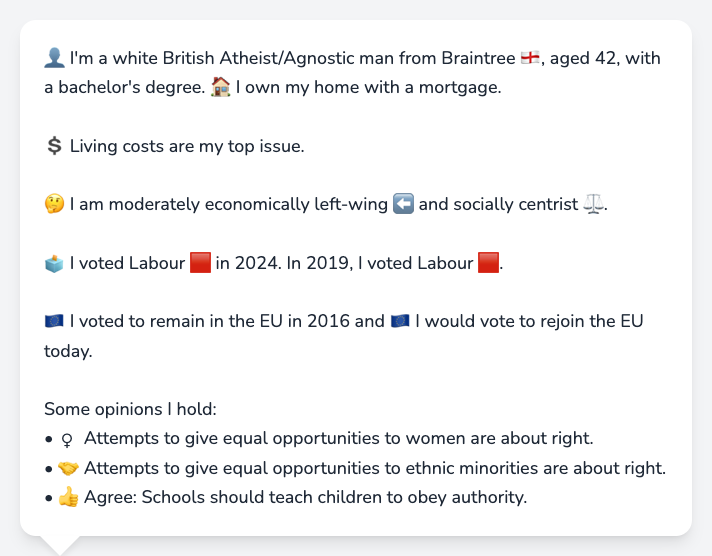 👤 I'm a white British Atheist/Agnostic man from Braintree 🏴󠁧󠁢󠁥󠁮󠁧󠁿, aged 42, with
a bachelor's degree. 🏠 I own my home with a mortgage.
💲 Living costs are my top issue.
🤔 I am moderately economically left-wing ⬅️ and socially centrist ⚖️.
🗳️ I voted Labour 🟥 in 2024. In 2019, I voted Labour 🟥.
🇪🇺 I voted to remain in the EU in 2016 and 🇪🇺 I would vote to rejoin the EU
today.
Some opinions I hold:
• ♀ Attempts to give equal opportunities to women are about right.
• 🤝 Attempts to give equal opportunities to ethnic minorities are about right.
• 👍 Agree: Schools should teach children to obey authority.